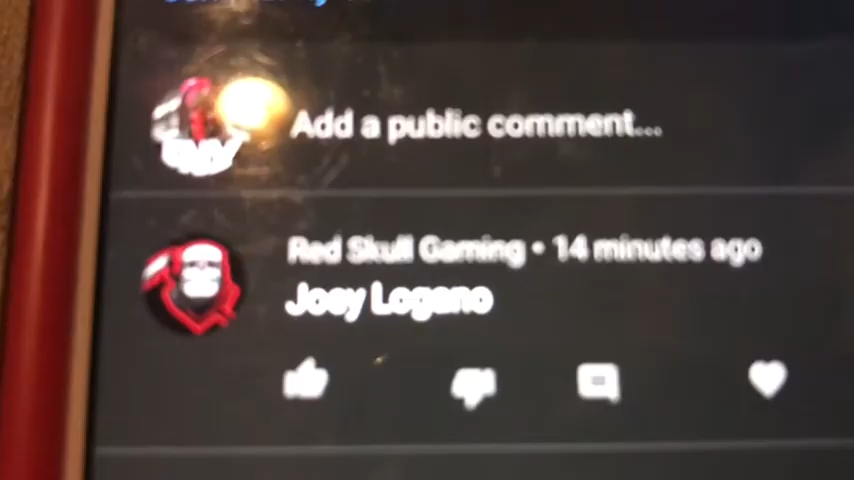 Add a public comment...
Red Skull Gaming • 14 minutes ago
Joey Logano